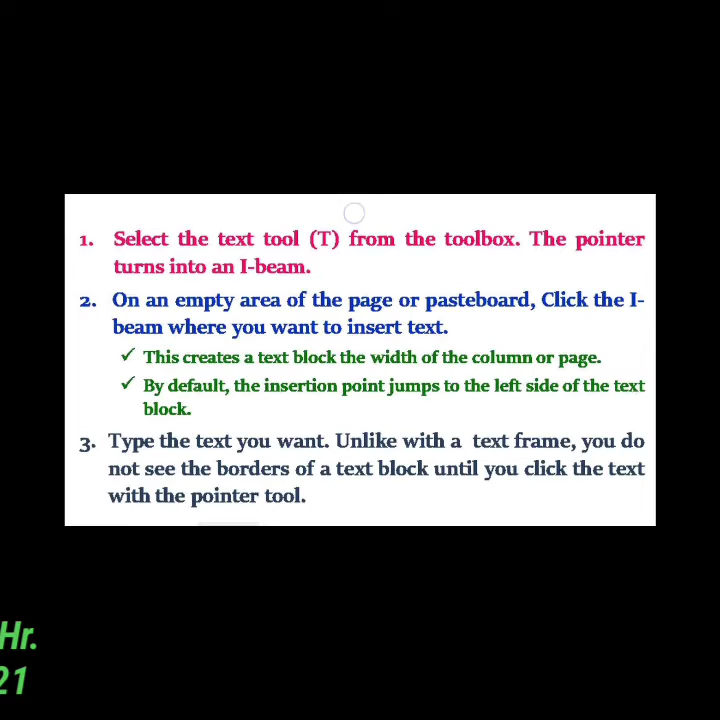 1. Select the text tool (T) from the toolbox. The pointer
turns into an I-beam.
2. On an empty area of the page or pasteboard, Click the I-
beam where you want to insert text.
✓ This creates a text block the width of the column or page.
✓ By default, the insertion point jumps to the left side of the text
block.
3. Type the text you want. Unlike with a text frame, you do
not see the borders of a text block until you click the text
with the pointer tool.
Hr.
21